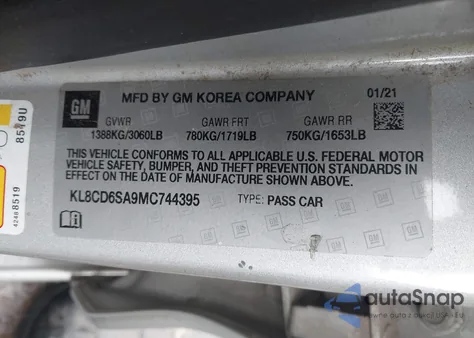 GM
MFD BY GM KOREA COMPANY
01/21
GVWR GAWR FRT GAWR RR
1388KG/3060LB 780KG/1719LB 750KG/1653LB
THIS VEHICLE CONFORMS TO ALL APPLICABLE U.S. FEDERAL MOTOR
VEHICLE SAFETY, BUMPER, AND THEFT PREVENTION STANDARDS IN
EFFECT ON THE DATE OF MANUFACTURE SHOWN ABOVE.
KL8CD6SA9MC744395 TYPE: PASS CAR
8519U
42488519
autoSnap